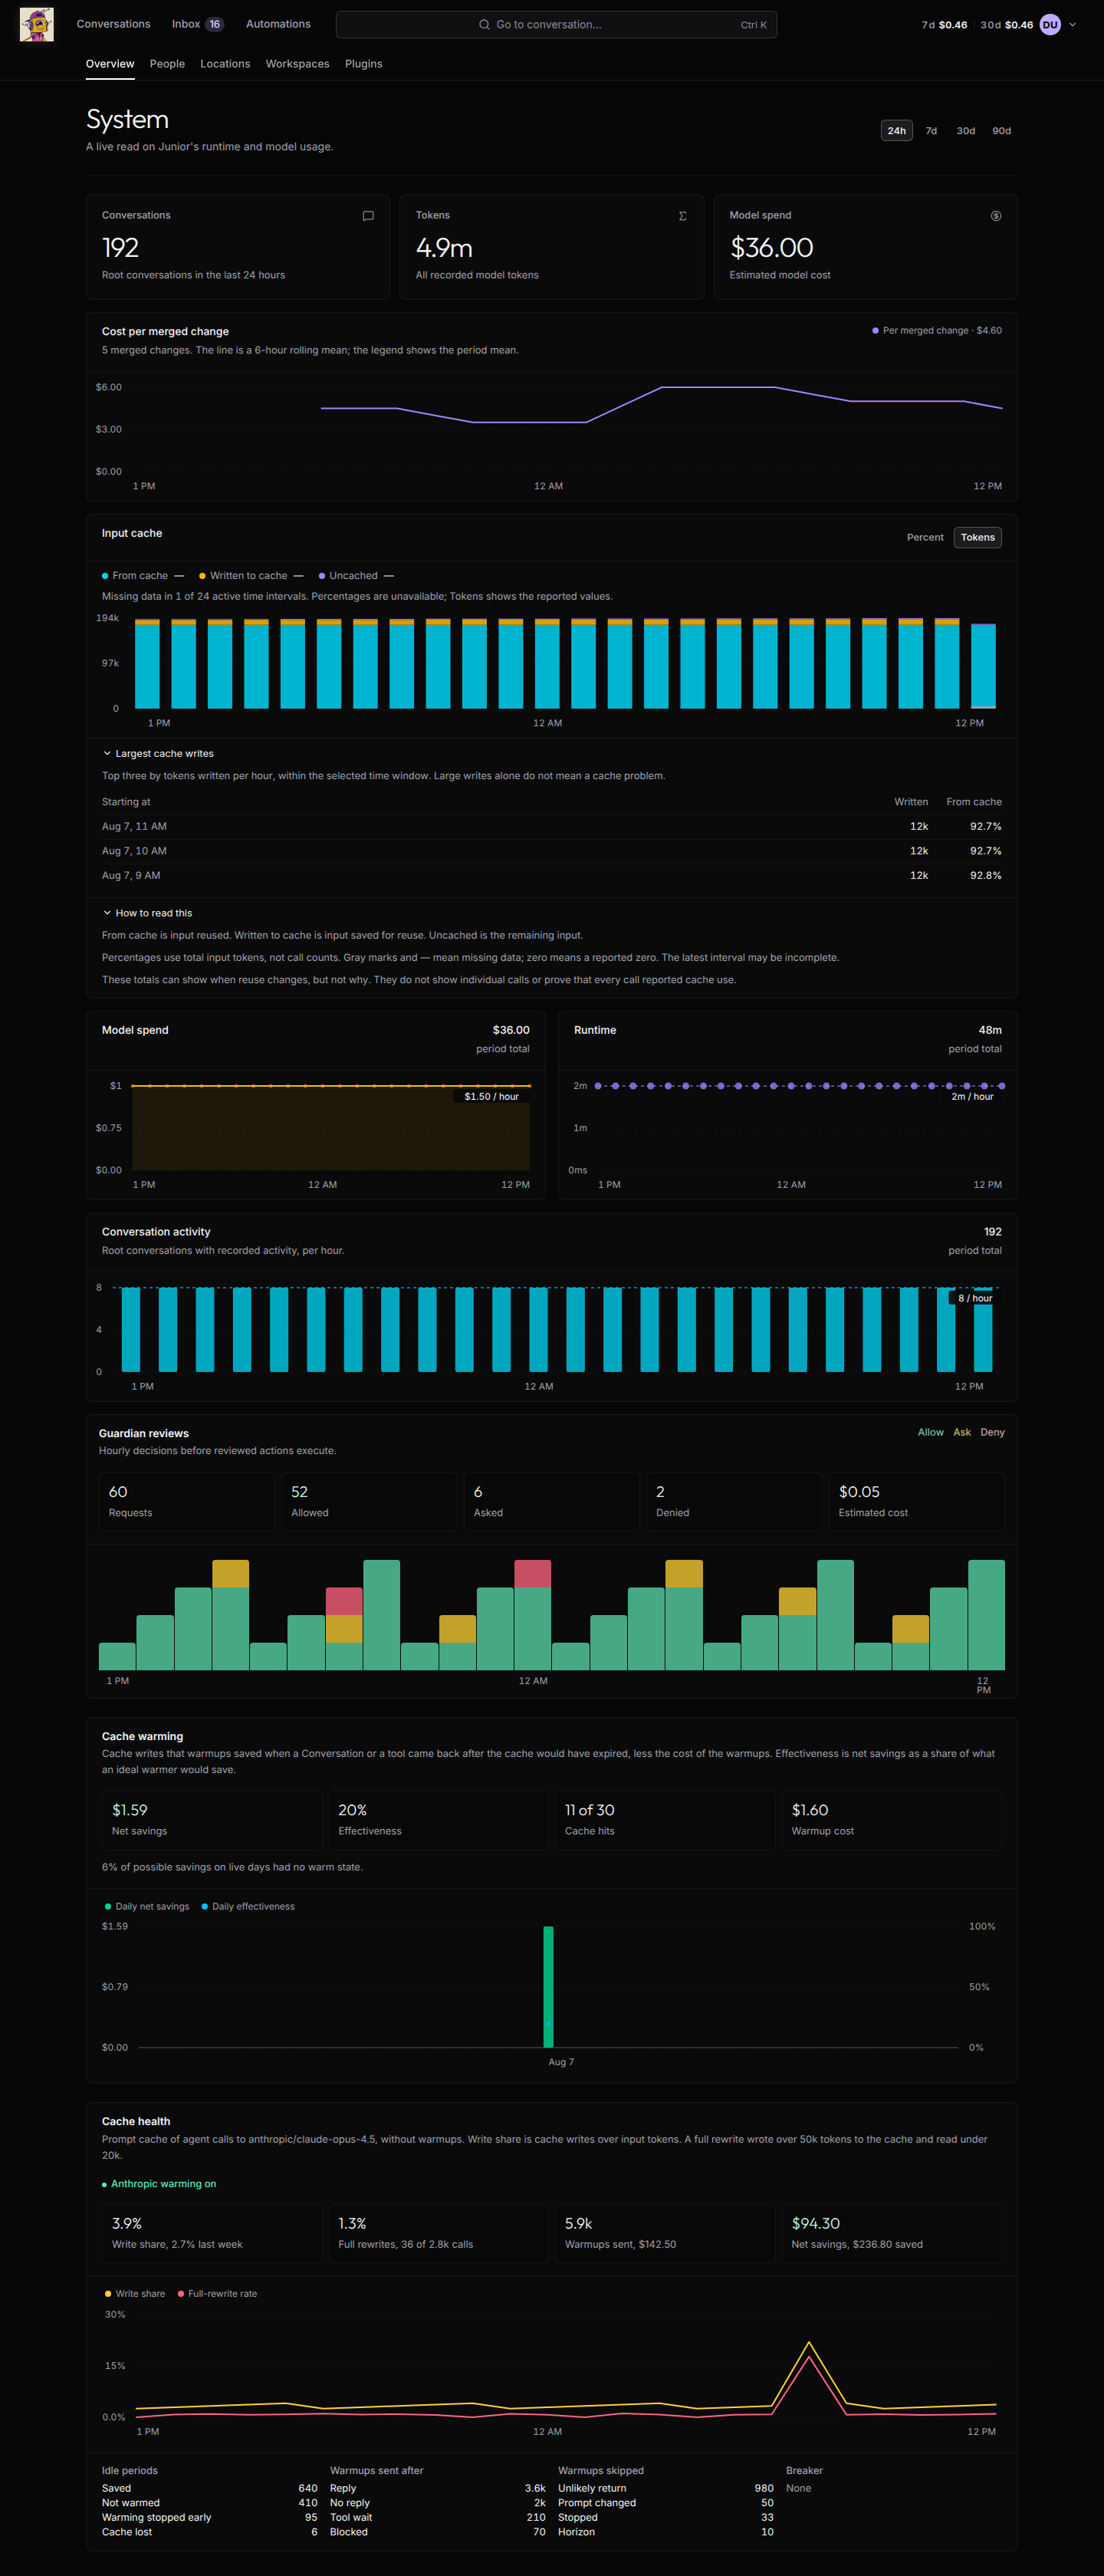 Conversations
Inbox 16
Automations
Go to conversation...
Ctrl K
7d $0.46
30d $0.46
DU
Overview
People
Locations
Workspaces
Plugins
System
A live read on Junior's runtime and model usage.
24h
7d
30d
90d
Conversations
192
Root conversations in the last 24 hours
Tokens
Σ
4.9m
All recorded model tokens
Model spend
$36.00
Estimated model cost
Cost per merged change
5 merged changes. The line is a 6-hour rolling mean; the legend shows the period mean.
Per merged change · $4.60
$6.00
$3.00
$0.00
1 PM
12 AM
12 PM
Input cache
Percent
Tokens
From cache —
Written to cache —
Uncached —
Missing data in 1 of 24 active time intervals. Percentages are unavailable; Tokens shows the reported values.
194k
97k
0
1 PM
12 AM
12 PM
Largest cache writes
Top three by tokens written per hour, within the selected time window. Large writes alone do not mean a cache problem.
Starting at
Written
From cache
Aug 7, 11 AM
12k
92.7%
Aug 7, 10 AM
12k
92.7%
Aug 7, 9 AM
12k
92.8%
How to read this
From cache is input reused. Written to cache is input saved for reuse. Uncached is the remaining input.
Percentages use total input tokens, not call counts. Gray marks and — mean missing data; zero means a reported zero. The latest interval may be incomplete.
These totals can show when reuse changes, but not why. They do not show individual calls or prove that every call reported cache use.
Model spend
$36.00
period total
$1
$1.50 / hour
$0.75
$0.00
1 PM
12 AM
12 PM
Runtime
48m
period total
2m
2m / hour
1m
0ms
1 PM
12 AM
12 PM
Conversation activity
Root conversations with recorded activity, per hour.
192
period total
8
8 / hour
4
0
1 PM
12 AM
12 PM
Guardian reviews
Hourly decisions before reviewed actions execute.
Allow
Ask
Deny
60
Requests
52
Allowed
6
Asked
2
Denied
$0.05
Estimated cost
1 PM
12 AM
12
PM
Cache warming
Cache writes that warmups saved when a Conversation or a tool came back after the cache would have expired, less the cost of the warmups. Effectiveness is net savings as a share of what
an ideal warmer would save.
$1.59
Net savings
20%
Effectiveness
11 of 30
Cache hits
$1.60
Warmup cost
6% of possible savings on live days had no warm state.
Daily net savings
Daily effectiveness
$1.59
100%
$0.79
50%
$0.00
0%
Aug 7
Cache health
Prompt cache of agent calls to anthropic/claude-opus-4.5, without warmups. Write share is cache writes over input tokens. A full rewrite wrote over 50k tokens to the cache and read under
20k.
Anthropic warming on
3.9%
Write share, 2.7% last week
1.3%
Full rewrites, 36 of 2.8k calls
5.9k
Warmups sent, $142.50
$94.30
Net savings, $236.80 saved
Write share
Full-rewrite rate
30%
15%
0.0%
1 PM
12 AM
12 PM
Idle periods
Saved 640
Not warmed 410
Warming stopped early 95
Cache lost 6
Warmups sent after
Reply 3.6k
No reply 2k
Tool wait 210
Blocked 70
Warmups skipped
Unlikely return 980
Prompt changed 50
Stopped 33
Horizon 10
Breaker
None